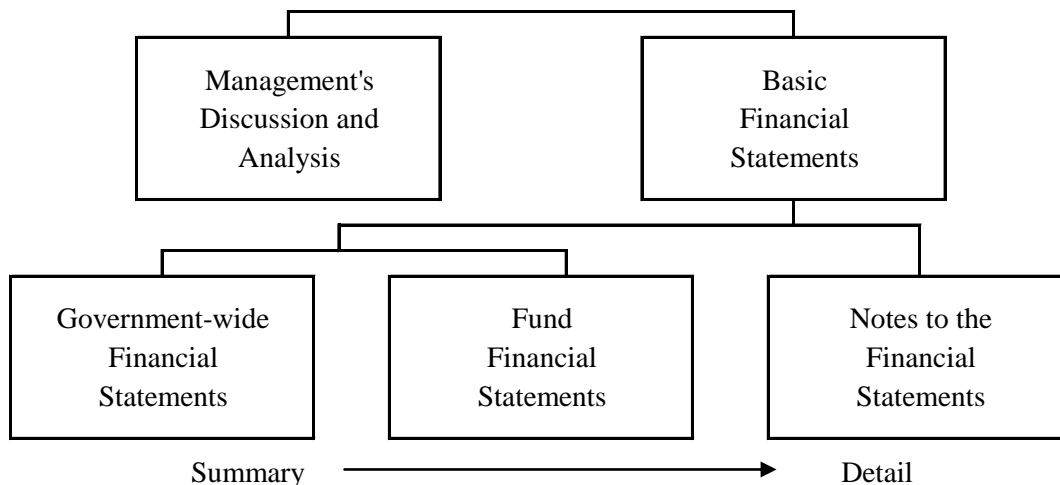 Management's
Discussion and
Analysis
Basic
Financial
Statements
Government-wide
Financial
Statements
Fund
Financial
Statements
Notes to the
Financial
Statements
Summary
Detail